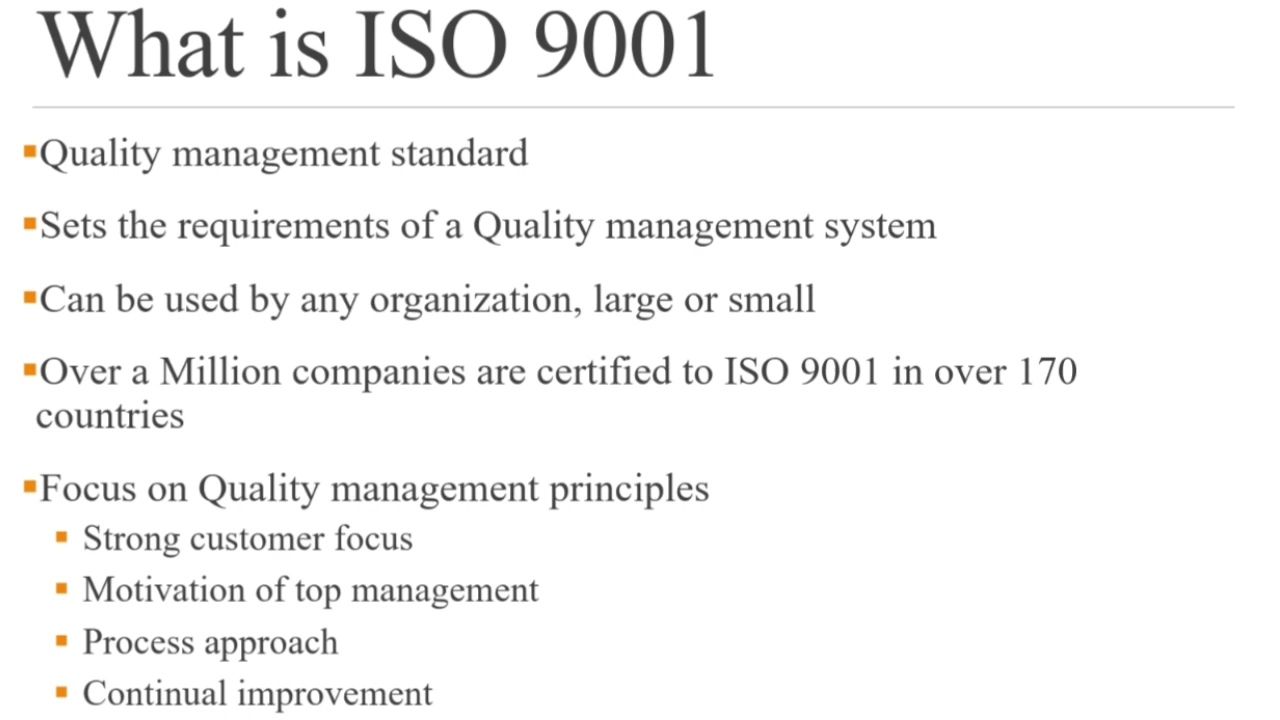 What is ISO 9001
Quality management standard
Sets the requirements of a Quality management system
Can be used by any organization, large or small
Over a Million companies are certified to ISO 9001 in over 170
countries
Focus on Quality management principles
Strong customer focus
Motivation of top management
Process approach
Continual improvement